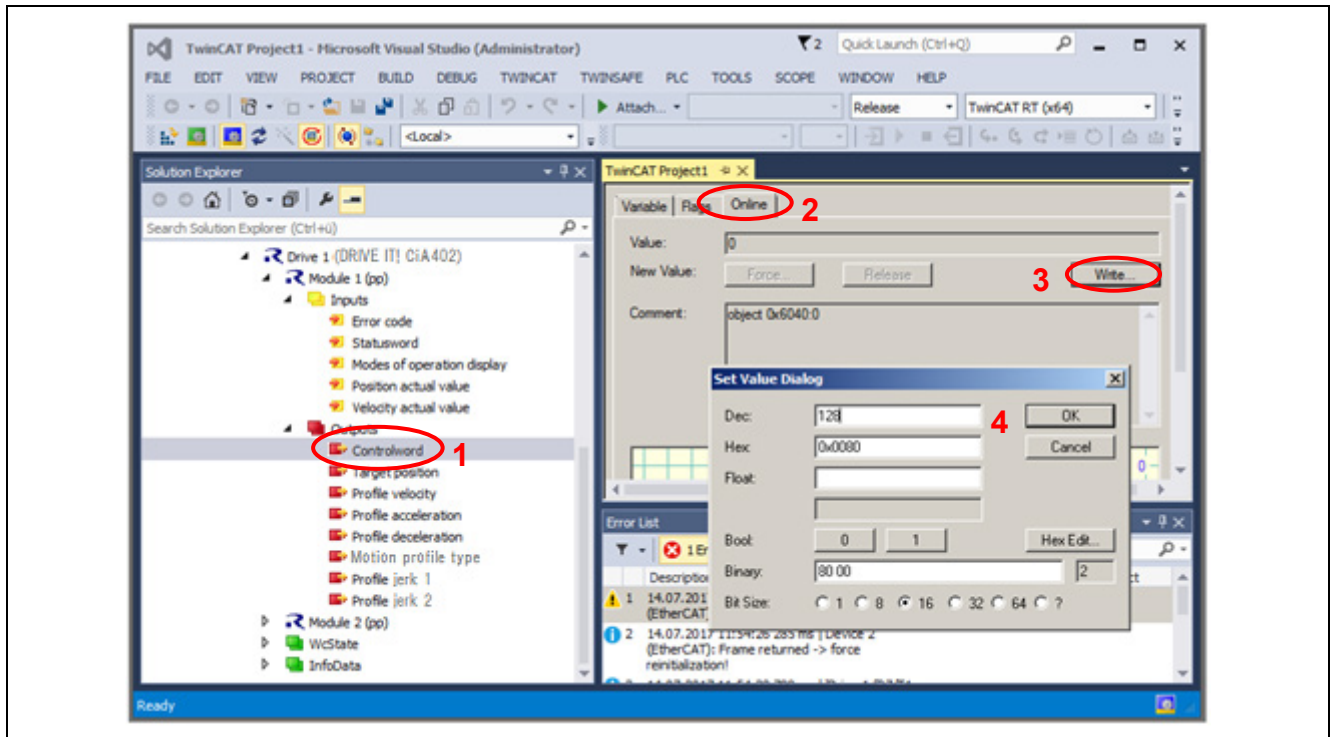 TwinCAT Project1 - Microsoft Visual Studio (Administrator)
2
Quick Launch (Ctrl+Q)
FILE EDIT VIEW PROJECT BUILD DEBUG TWINCAT TWINSAFE PLC TOOLS SCOPE WINDOW HELP
Attach...
Release
TwinCAT RT (x64)
<Local>
Solution Explorer
Search Solution Explorer (Ctrl+ü)
Drive 1 (DRIVE IT! CiA402)
Module 1 (pp)
Inputs
Error code
Statusword
Modes of operation display
Position actual value
Velocity actual value
Outputs
Controlword
1
Target position
Profile velocity
Profile acceleration
Profile deceleration
Motion profile type
Profile jerk 1
Profile jerk 2
Module 2 (pp)
WcState
InfoData
TwinCAT Project1
Variable Flags Online
2
Value: 0
New Value: Force... Release
3
Write...
Comment: object 0x6040:0
0
Set Value Dialog
Dec: 128
4
OK
Hex: 0x0080
Cancel
Float:
Bool: 0 1
Hex Edit...
Binary: 80 00
2
Bit Size: 1 8 16 32 64 ?
Error List
1 Er
Description
1 14.07.201
(EtherCAT)
2 14.07.2017 11:54:26 285 ms | Device 2
(EtherCAT): Frame returned -> force
reinitialization!
Ready